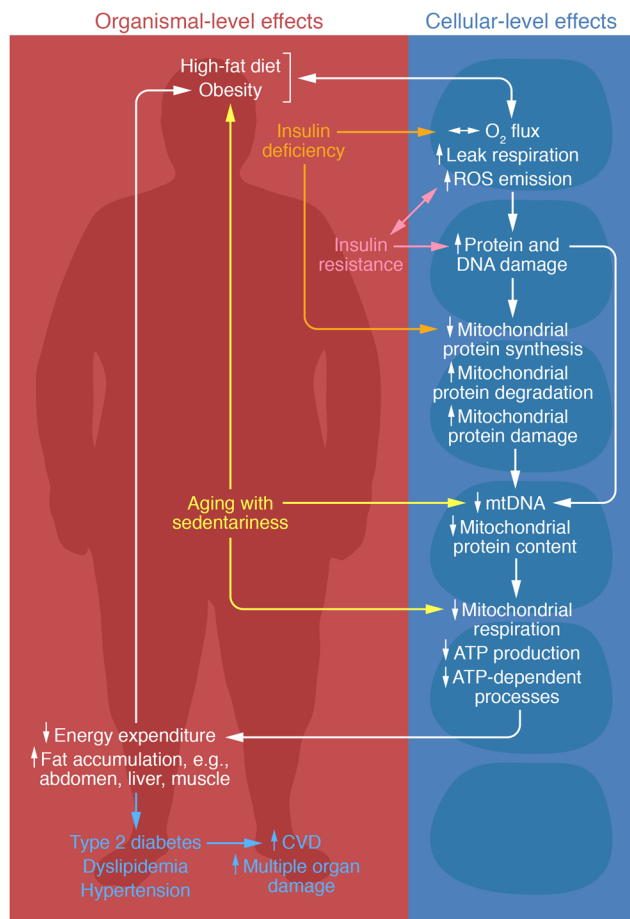 Organismal-level effects
Cellular-level effects
High-fat diet
Obesity
Insulin
deficiency
O2 flux
Leak respiration
ROS emission
Insulin
resistance
Protein and
DNA damage
Mitochondrial
protein synthesis
Mitochondrial
protein degradation
Mitochondrial
protein damage
Aging with
sedentariness
mtDNA
Mitochondrial
protein content
Mitochondrial
respiration
ATP production
ATP-dependent
processes
Energy expenditure
Fat accumulation, e.g.,
abdomen, liver, muscle
Type 2 diabetes
Dyslipidemia
Hypertension
CVD
Multiple organ
damage